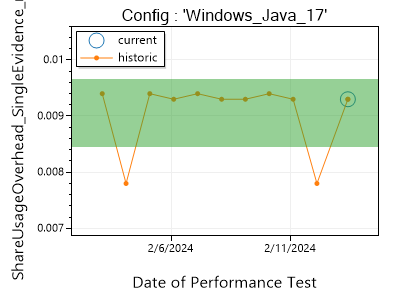 Config : 'Windows_Java_17'
current
historic
ShareUsageOverhead_SingleEvidence_
0.01
0.009
0.008
0.007
2/6/2024
2/11/2024
Date of Performance Test